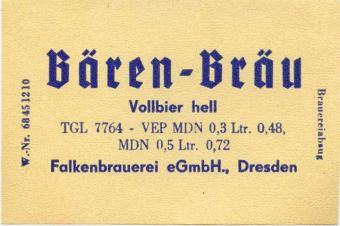 Bären-Bräu
Vollbier hell
TGL 7764 - VEP MDN 0,3 Ltr. 0,48,
MDN 0,5 Ltr. 0,72
Falkenbrauerei eGmbH., Dresden
W.-Nr. 68451210
Brauereiabzug